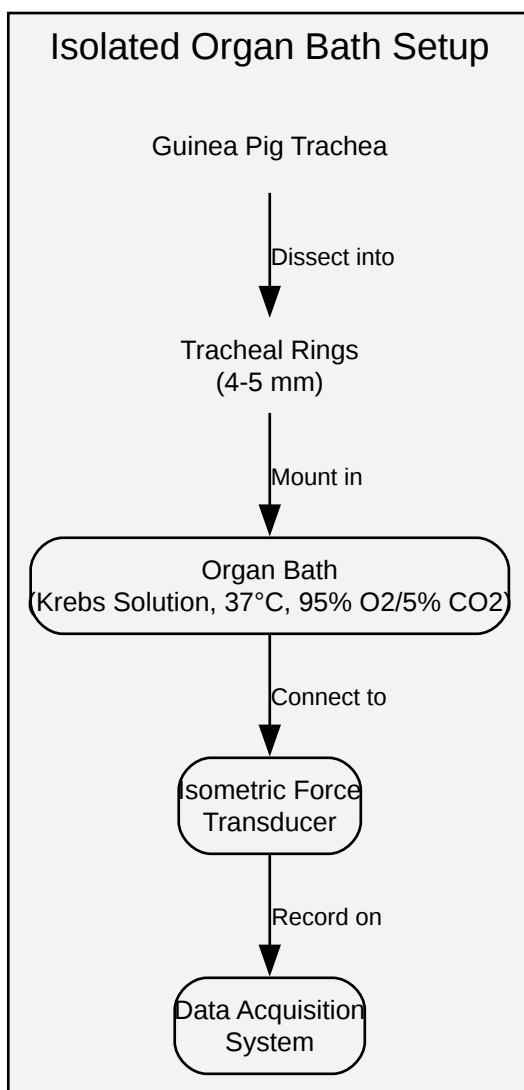 Isolated Organ Bath Setup
Guinea Pig Trachea
Dissect into
Tracheal Rings
(4-5 mm)
Mount in
Organ Bath
(Krebs Solution, 37°C, 95% O2/5% CO2)
Connect to
Isometric Force
Transducer
Record on
Data Acquisition
System